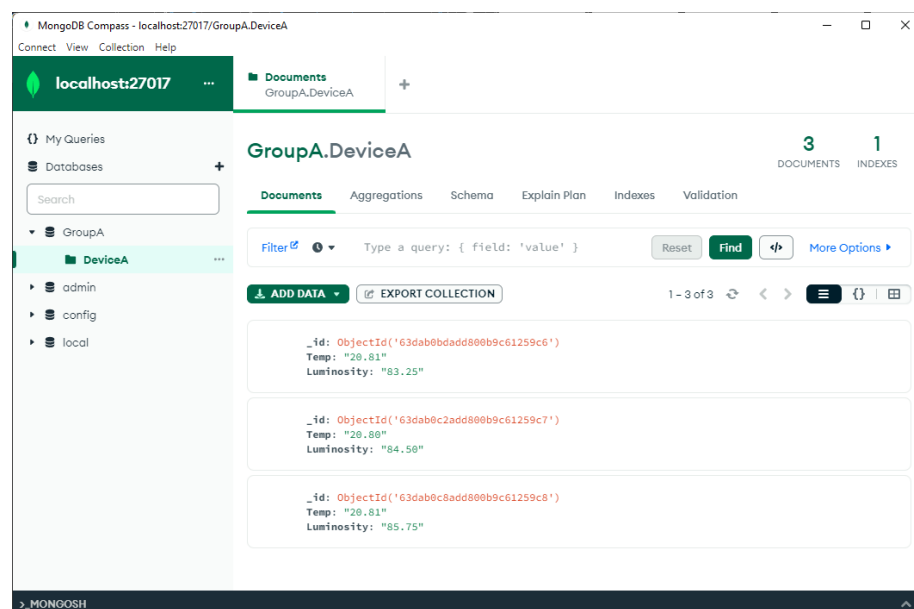 MongoDB Compass - localhost:27017/GroupA.DeviceA
Connect View Collection Help
localhost:27017 ...
Documents
GroupA.DeviceA
+
{} My Queries
Databases +
Search
GroupA
DeviceA ...
admin
config
local
GroupA.DeviceA
3
DOCUMENTS
1
INDEXES
Documents Aggregations Schema Explain Plan Indexes Validation
Filter Type a query: { field: 'value' } Reset Find </> More Options
ADD DATA EXPORT COLLECTION 1 – 3 of 3 < > {}
_id: ObjectId('63dab0bdadd800b9c61259c6')
Temp: "20.81"
Luminosity: "83.25"
_id: ObjectId('63dab0c2add800b9c61259c7')
Temp: "20.80"
Luminosity: "84.50"
_id: ObjectId('63dab0c8add800b9c61259c8')
Temp: "20.81"
Luminosity: "85.75"
>_MONGOSH